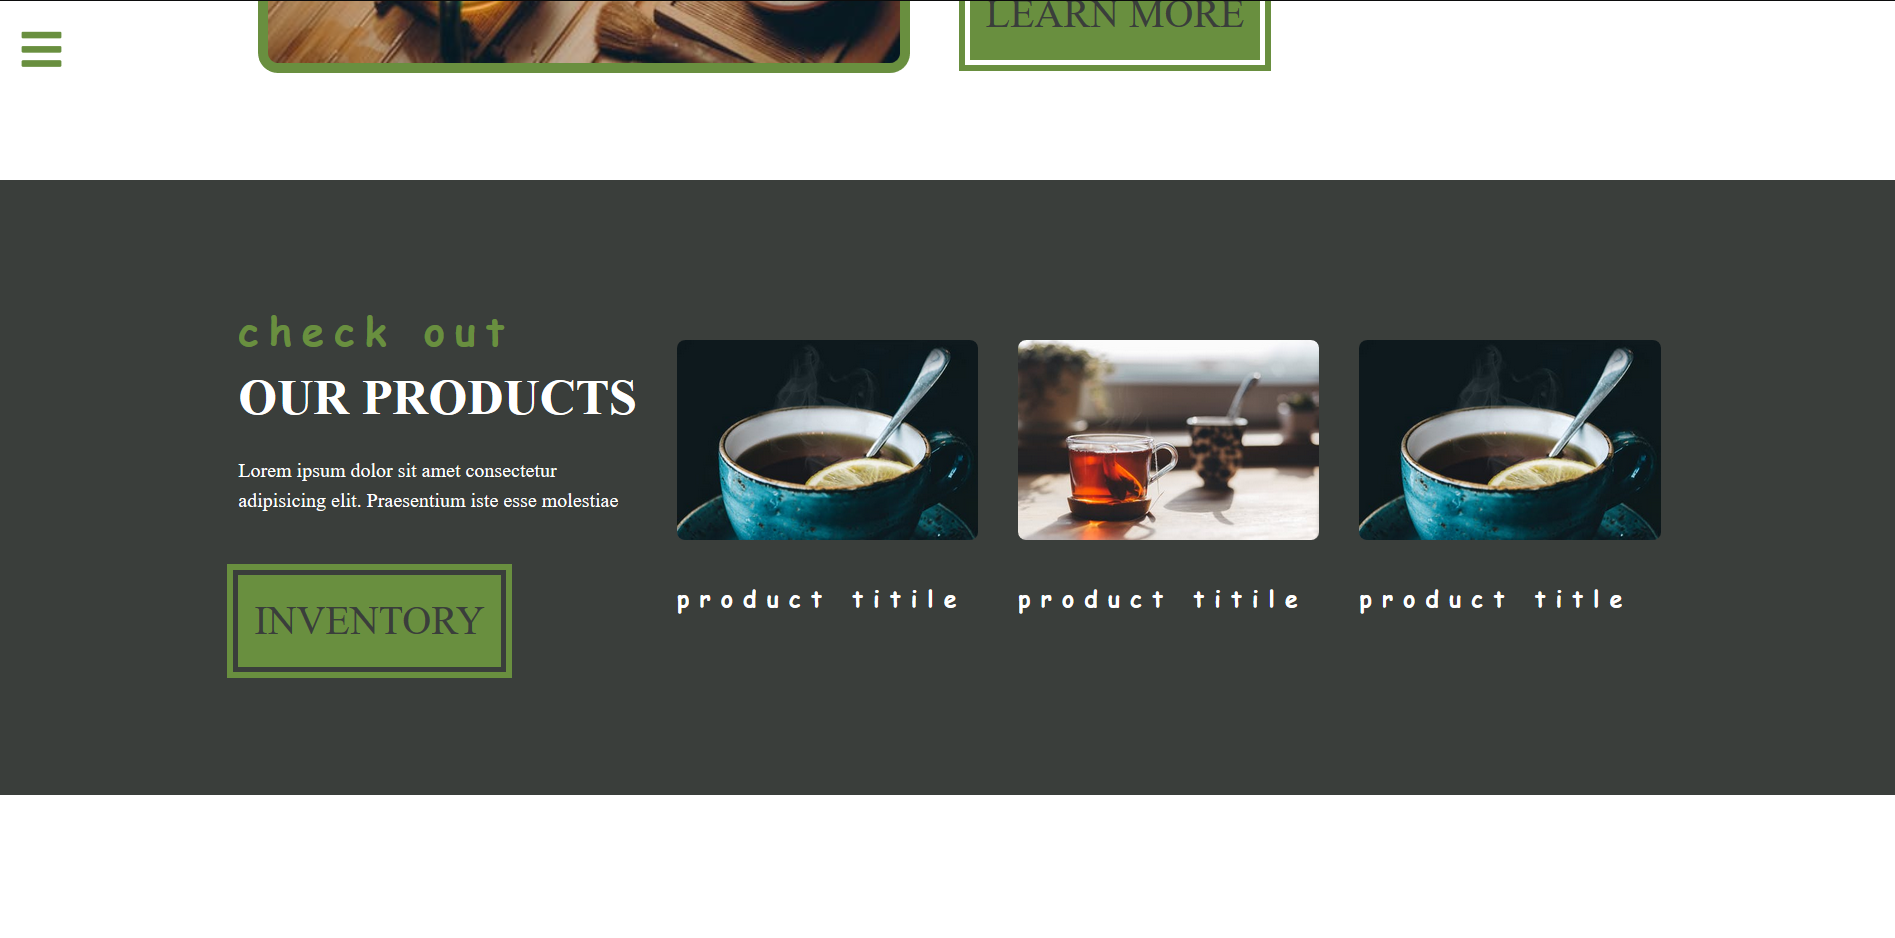 LEARN MORE
check out
OUR PRODUCTS
Lorem ipsum dolor sit amet consectetur
adipisicing elit. Praesentium iste esse molestiae
INVENTORY
product titile
product titile
product title